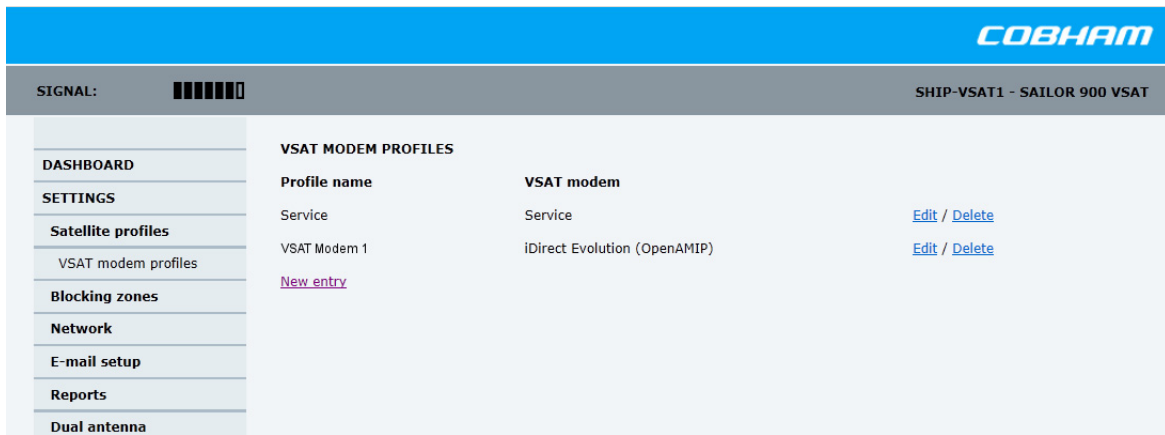 COBHAM
SIGNAL:
SHIP-VSAT1 - SAILOR 900 VSAT
DASHBOARD
SETTINGS
Satellite profiles
VSAT modem profiles
Blocking zones
Network
E-mail setup
Reports
Dual antenna
VSAT MODEM PROFILES
Profile name VSAT modem
Service Service Edit / Delete
VSAT Modem 1 iDirect Evolution (OpenAMIP) Edit / Delete
New entry